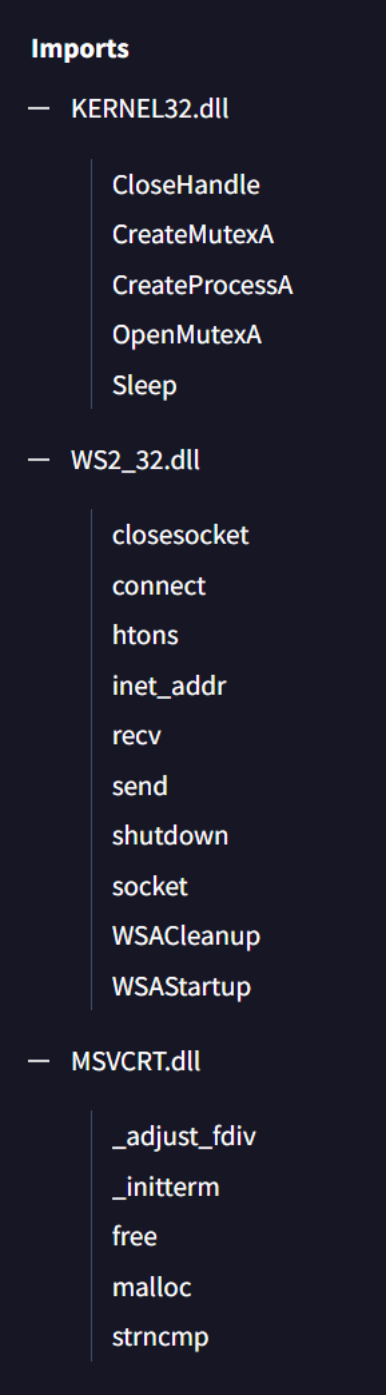 Imports
— KERNEL32.dll
CloseHandle
CreateMutexA
CreateProcessA
OpenMutexA
Sleep
— WS2_32.dll
closesocket
connect
htons
inet_addr
recv
send
shutdown
socket
WSACleanup
WSAStartup
— MSVCRT.dll
_adjust_fdiv
_initterm
free
malloc
strncmp